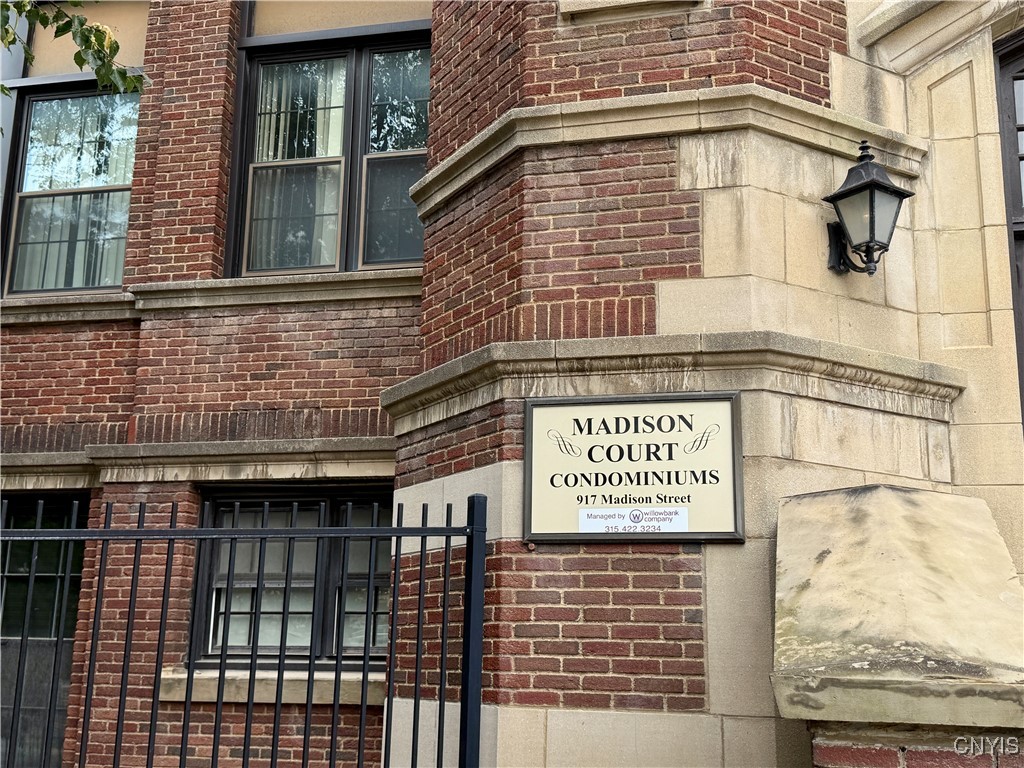 MADISON
COURT
CONDOMINIUMS
917 Madison Street
Managed by willowbank
company
315 422.3234
CNYIS